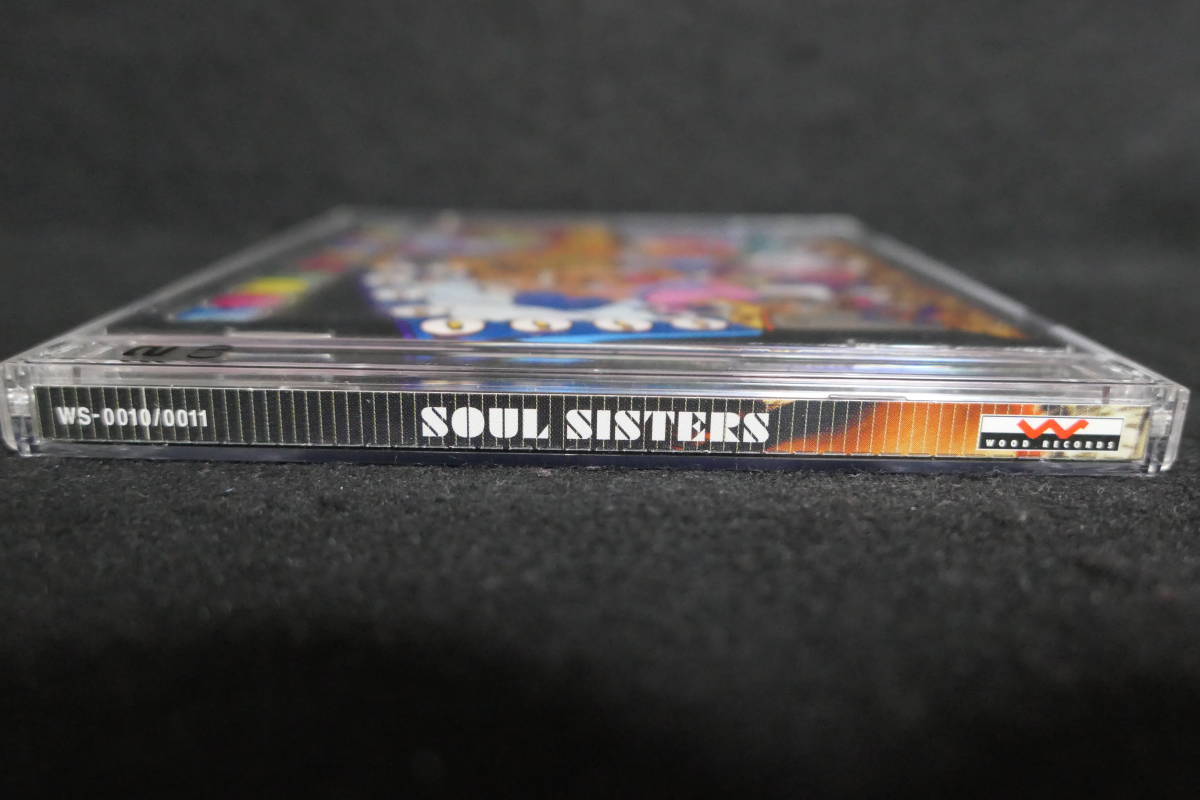 WS-0010/0011
SOUL SISTERS
W
WOOD RECORDS